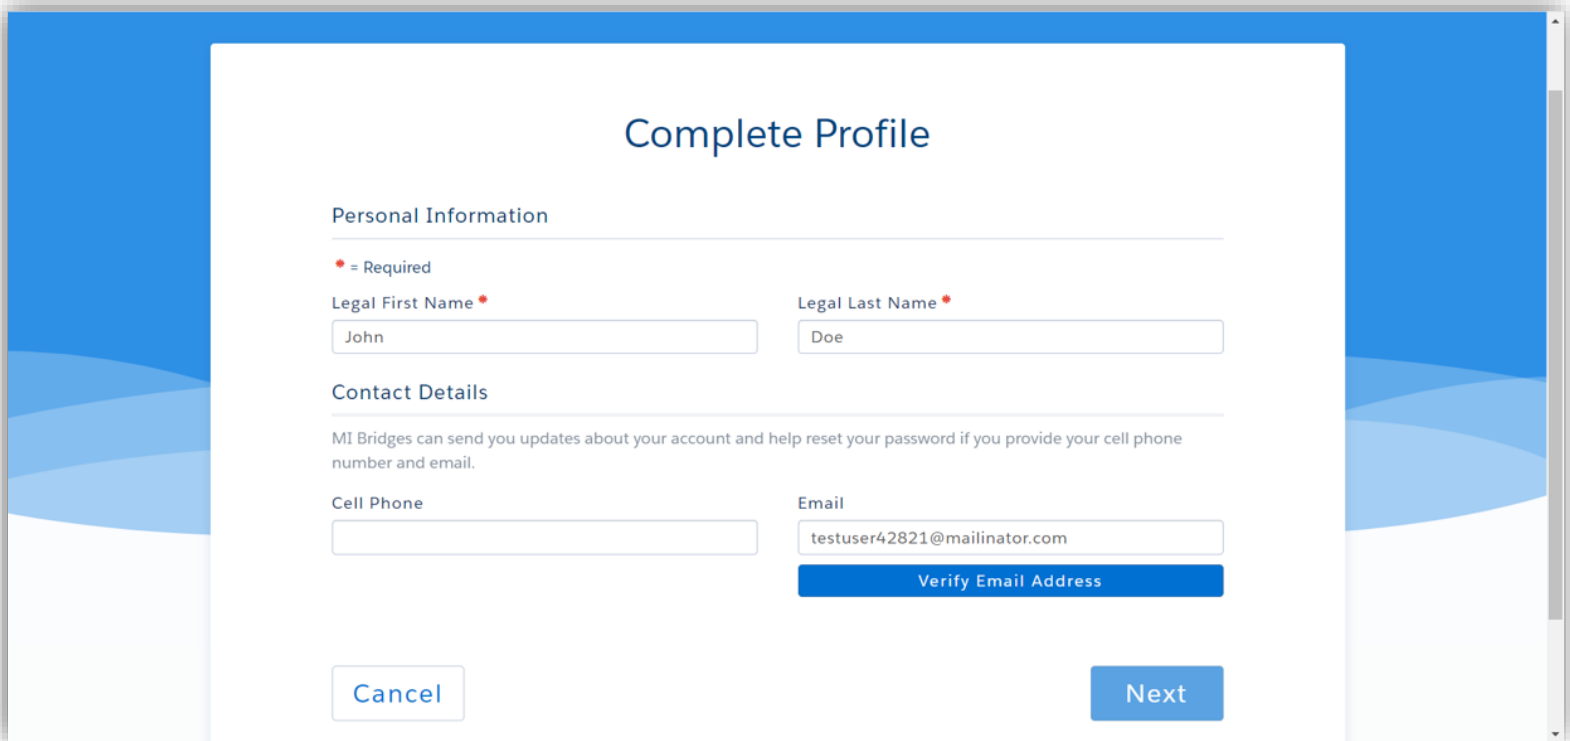 Complete Profile
Personal Information
* = Required
Legal First Name *
Legal Last Name *
John
Doe
Contact Details
MI Bridges can send you updates about your account and help reset your password if you provide your cell phone
number and email.
Cell Phone
Email
testuser42821@mailinator.com
Verify Email Address
Cancel
Next